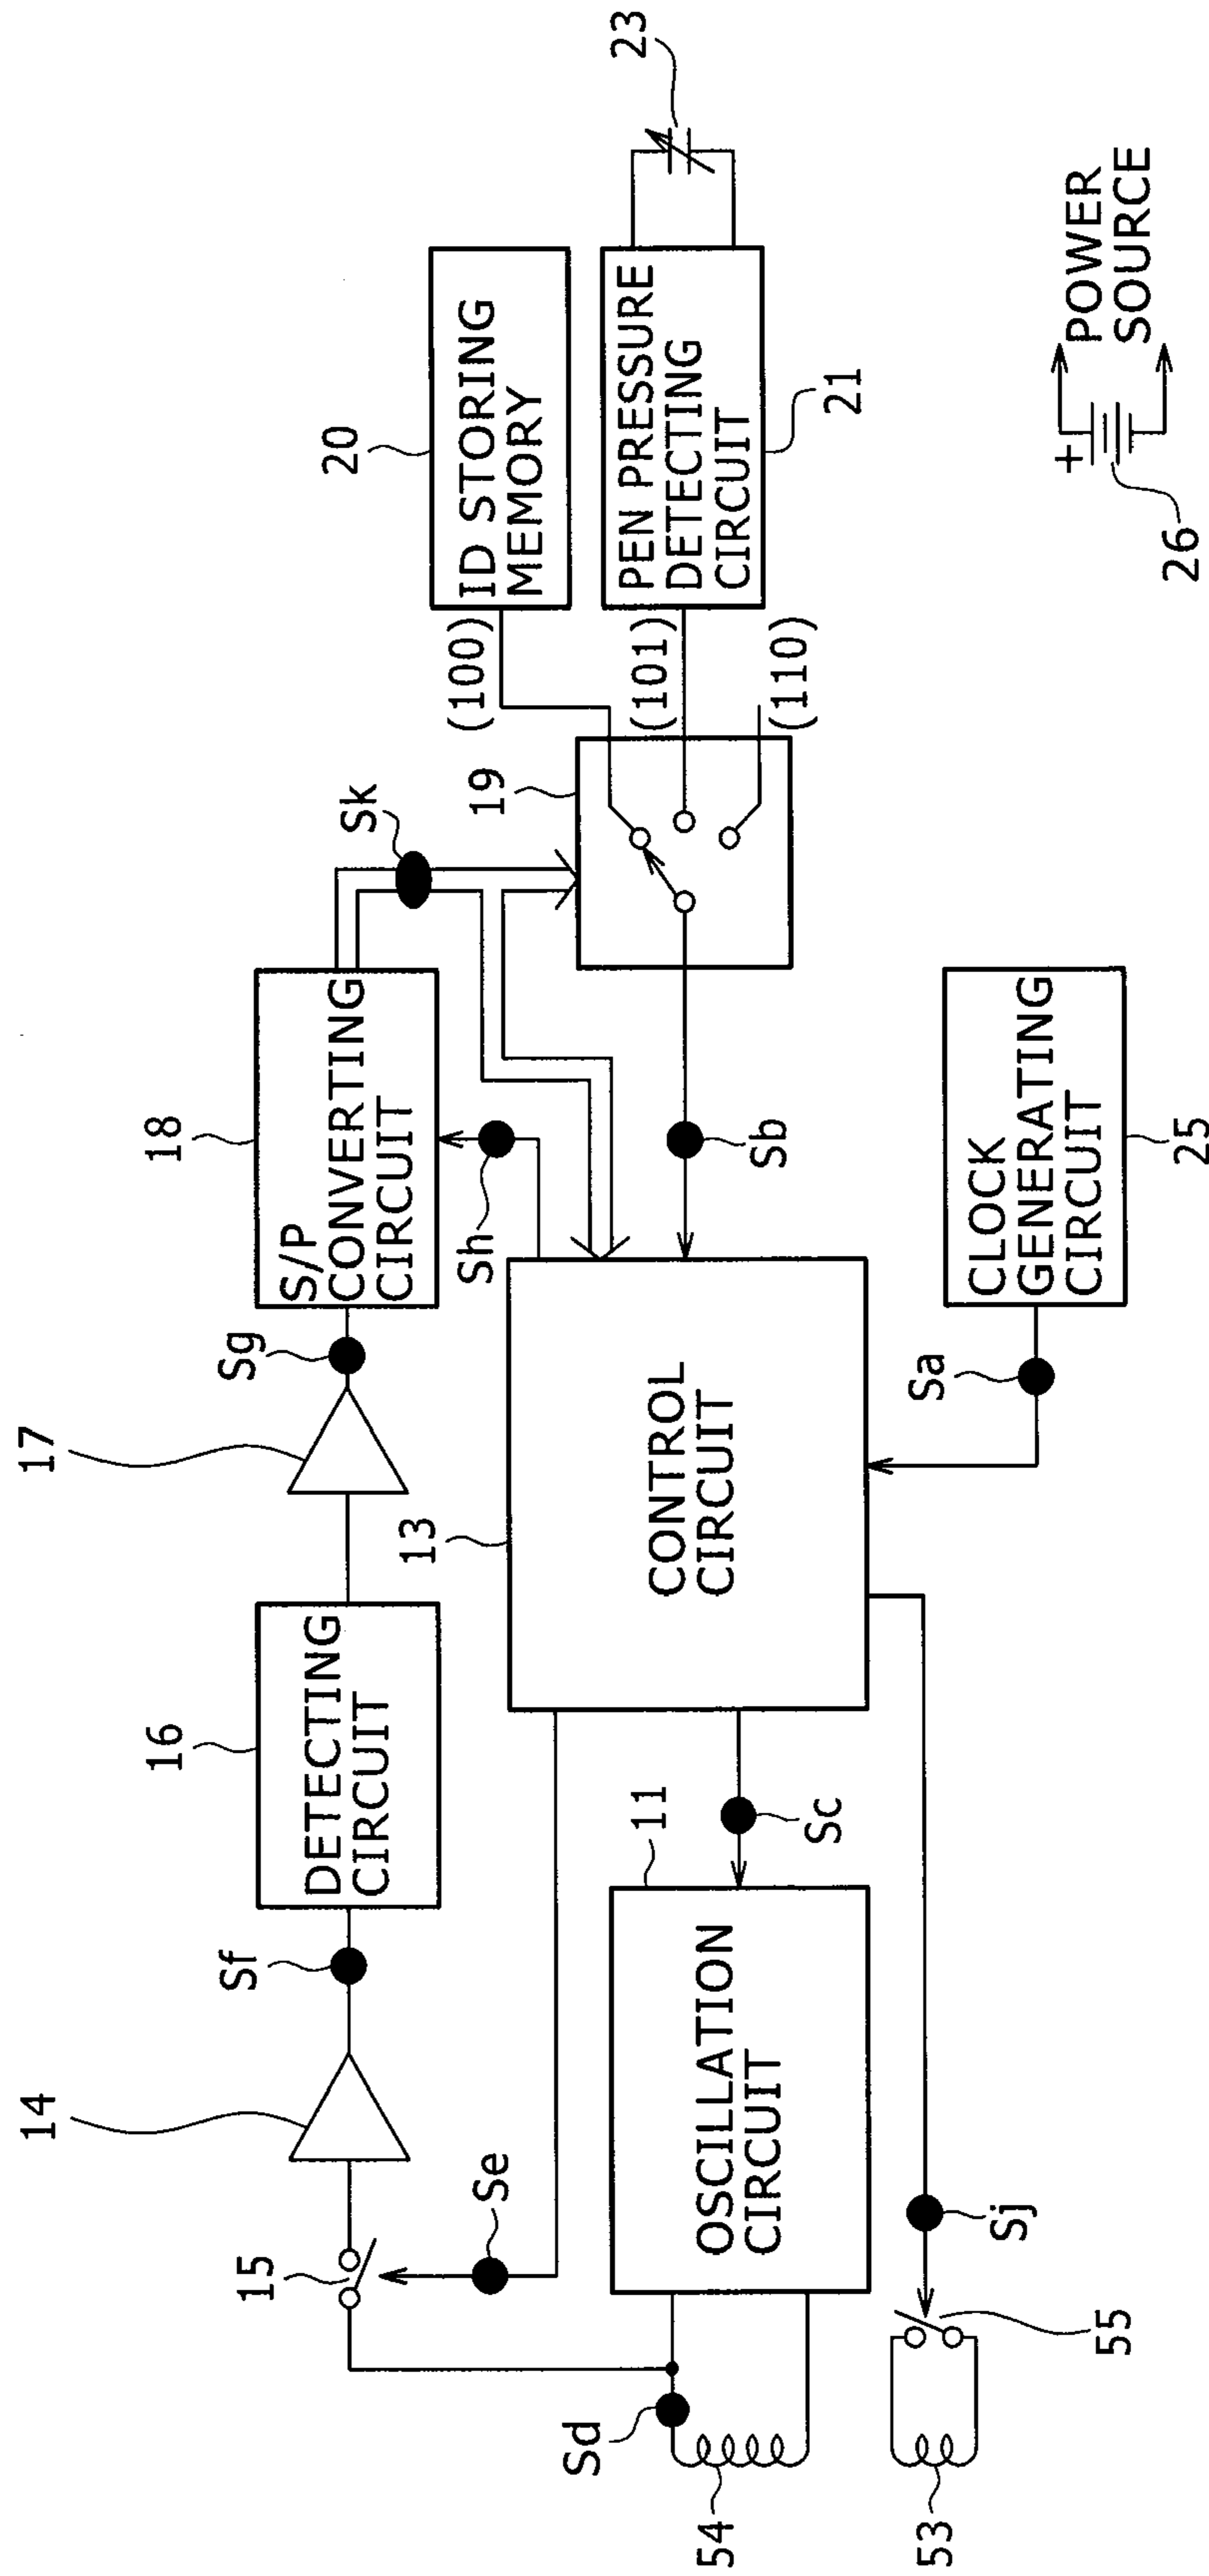 14
17
15
Sf
16
DETECTING
CIRCUIT
Sg
18
S/P
CONVERTING
CIRCUIT
Sk
20
ID STORING
MEMORY
(100)
Se
13
CONTROL
CIRCUIT
Sh
19
(101)
PEN PRESSURE
DETECTING
CIRCUIT
21
23
(110)
Sd
54
OSCILLATION
CIRCUIT
11
Sc
Sb
Sa
CLOCK
GENERATING
CIRCUIT
25
53
55
Sj
+
26
POWER
SOURCE